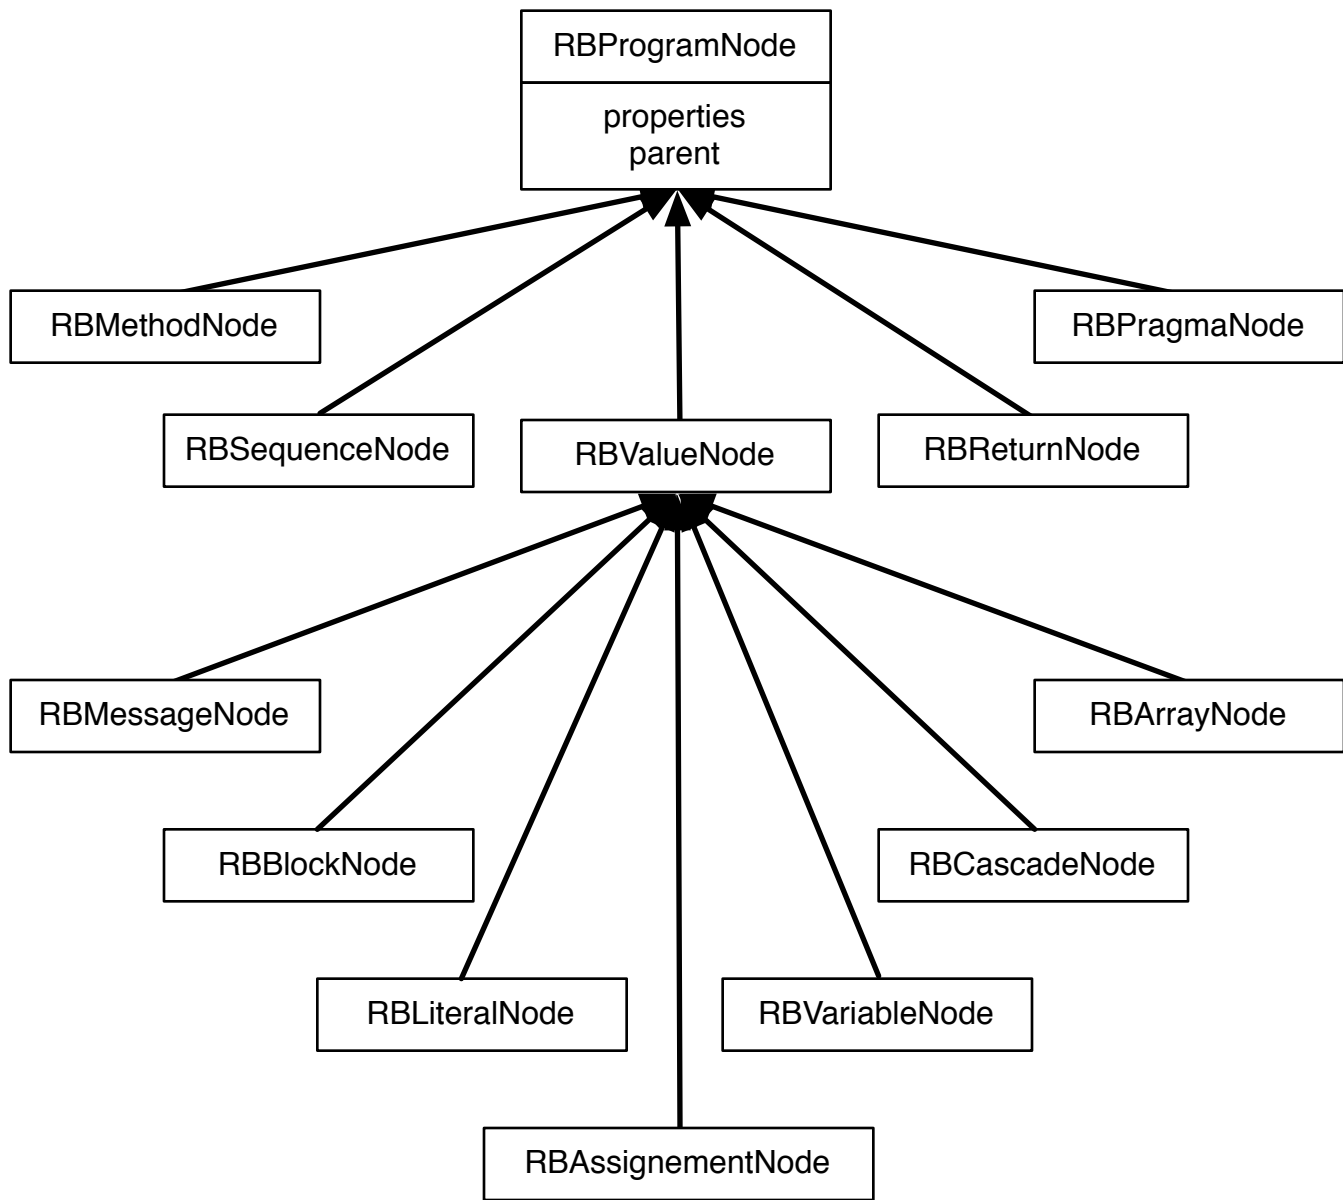 RBProgramNode
properties
parent
RBMethodNode
RBPragmaNode
RBSequenceNode
RBValueNode
RBReturnNode
RBMessageNode
RBArrayNode
RBBlockNode
RBCascadeNode
RBLiteralNode
RBVariableNode
RBAssignementNode